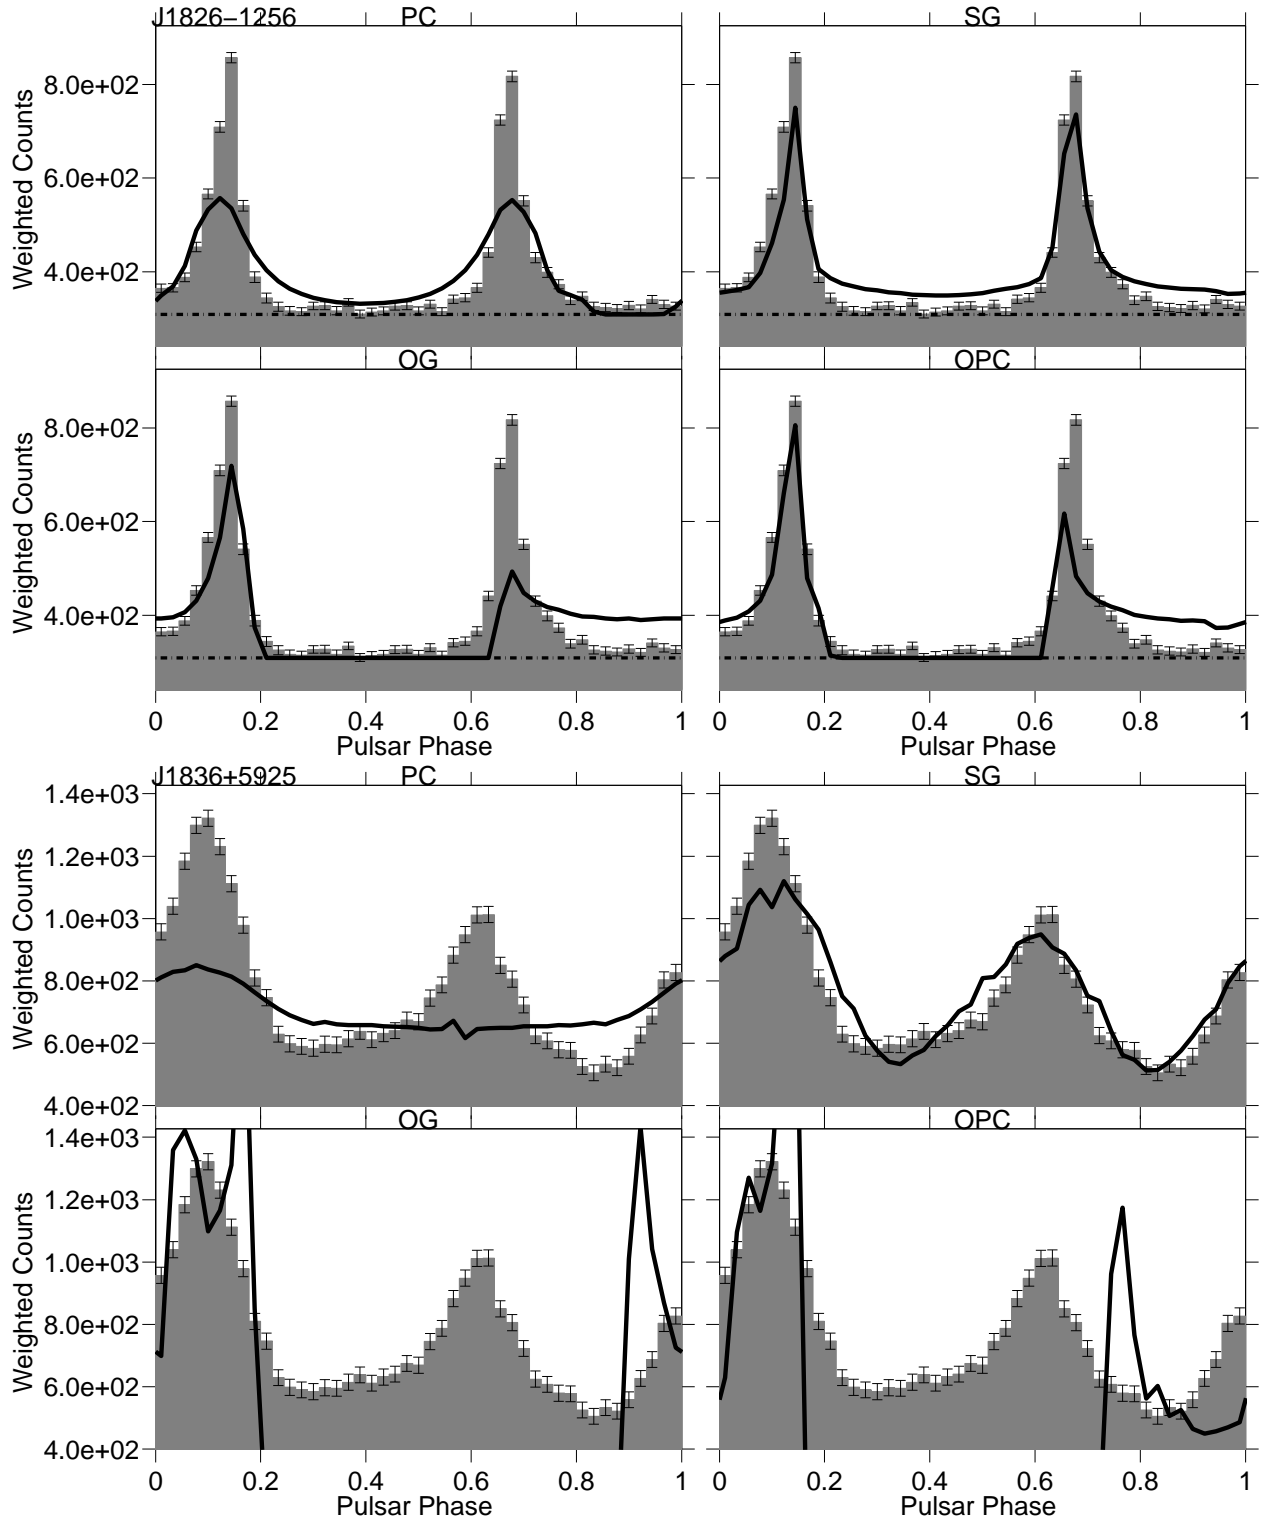 J1826−1256 PC SG
8.0e+02
6.0e+02
4.0e+02
Weighted Counts
OG OPC
8.0e+02
6.0e+02
4.0e+02
Weighted Counts
0 0.2 0.4 0.6 0.8 1 0 0.2 0.4 0.6 0.8 1
Pulsar Phase Pulsar Phase
J1836+5925 PC SG
1.4e+03
1.2e+03
1.0e+03
8.0e+02
6.0e+02
4.0e+02
Weighted Counts
OG OPC
1.4e+03
1.2e+03
1.0e+03
8.0e+02
6.0e+02
4.0e+02
Weighted Counts
0 0.2 0.4 0.6 0.8 1 0 0.2 0.4 0.6 0.8 1
Pulsar Phase Pulsar Phase